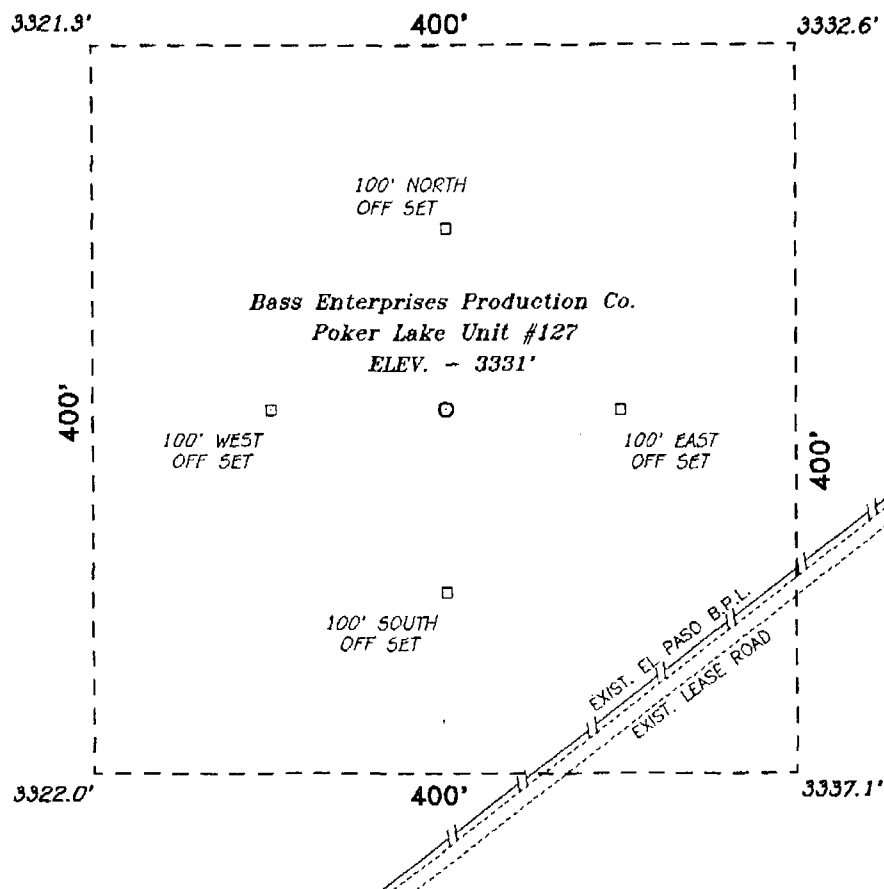 3321.3'
400'
3332.6'
100' NORTH
OFF SET
Bass Enterprises Production Co.
Poker Lake Unit #127
ELEV. - 3331'
400'
100' WEST
OFF SET
100' EAST
OFF SET
400'
100' SOUTH
OFF SET
EXIST. EL PASO B.P.L.
EXIST. LEASE ROAD
3322.0'
400'
3337.1'